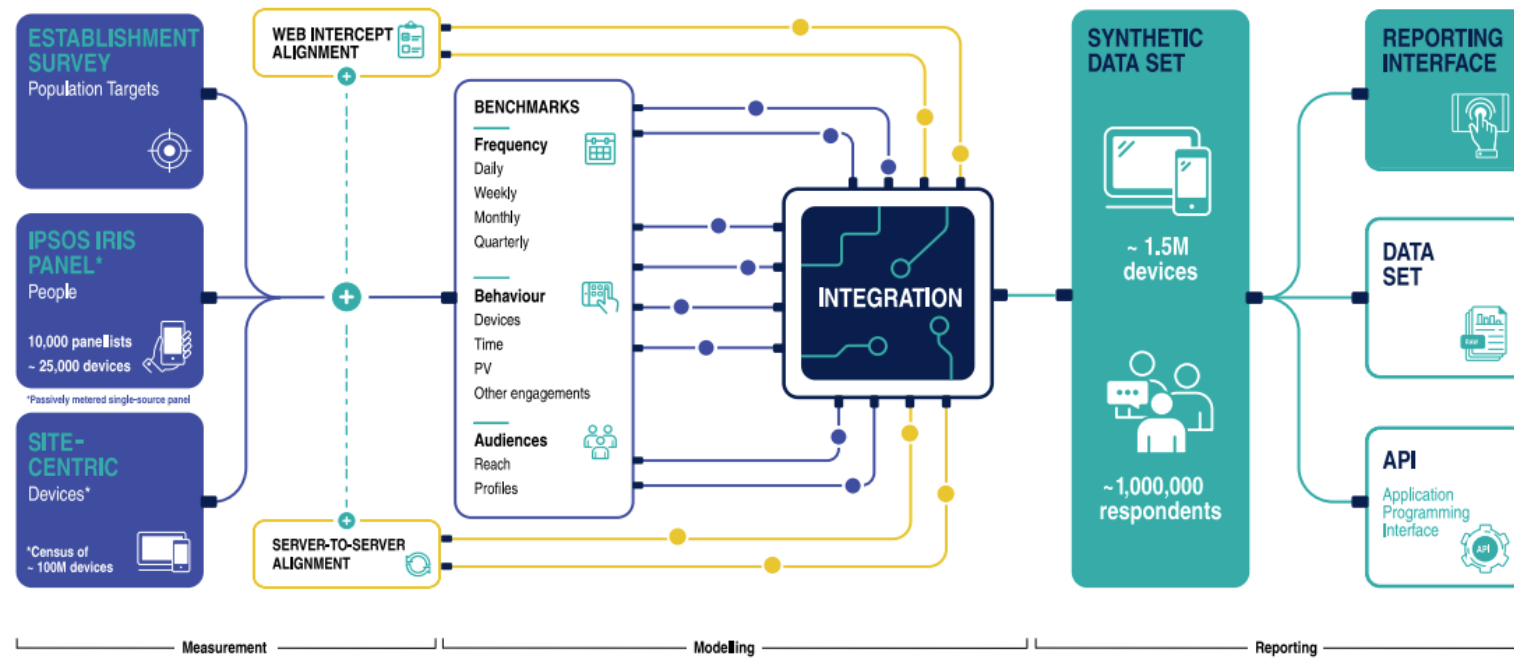 ESTABLISHMENT
SURVEY
Population Targets
IPSOS IRIS
PANEL*
People
10,000 panellists
~ 25,000 devices
*Passively metered single-source panel
SITE-
CENTRIC
Devices*
*Census of
~ 100M devices
WEB INTERCEPT
ALIGNMENT
SERVER-TO-SERVER
ALIGNMENT
BENCHMARKS
Frequency
Daily
Weekly
Monthly
Quarterly
Behaviour
Devices
Time
PV
Other engagements
Audiences
Reach
Profiles
INTEGRATION
SYNTHETIC
DATA SET
~ 1.5M
devices
~1,000,000
respondents
REPORTING
INTERFACE
DATA
SET
RAW
API
Application
Programming
Interface
API
Measurement
Modelling
Reporting